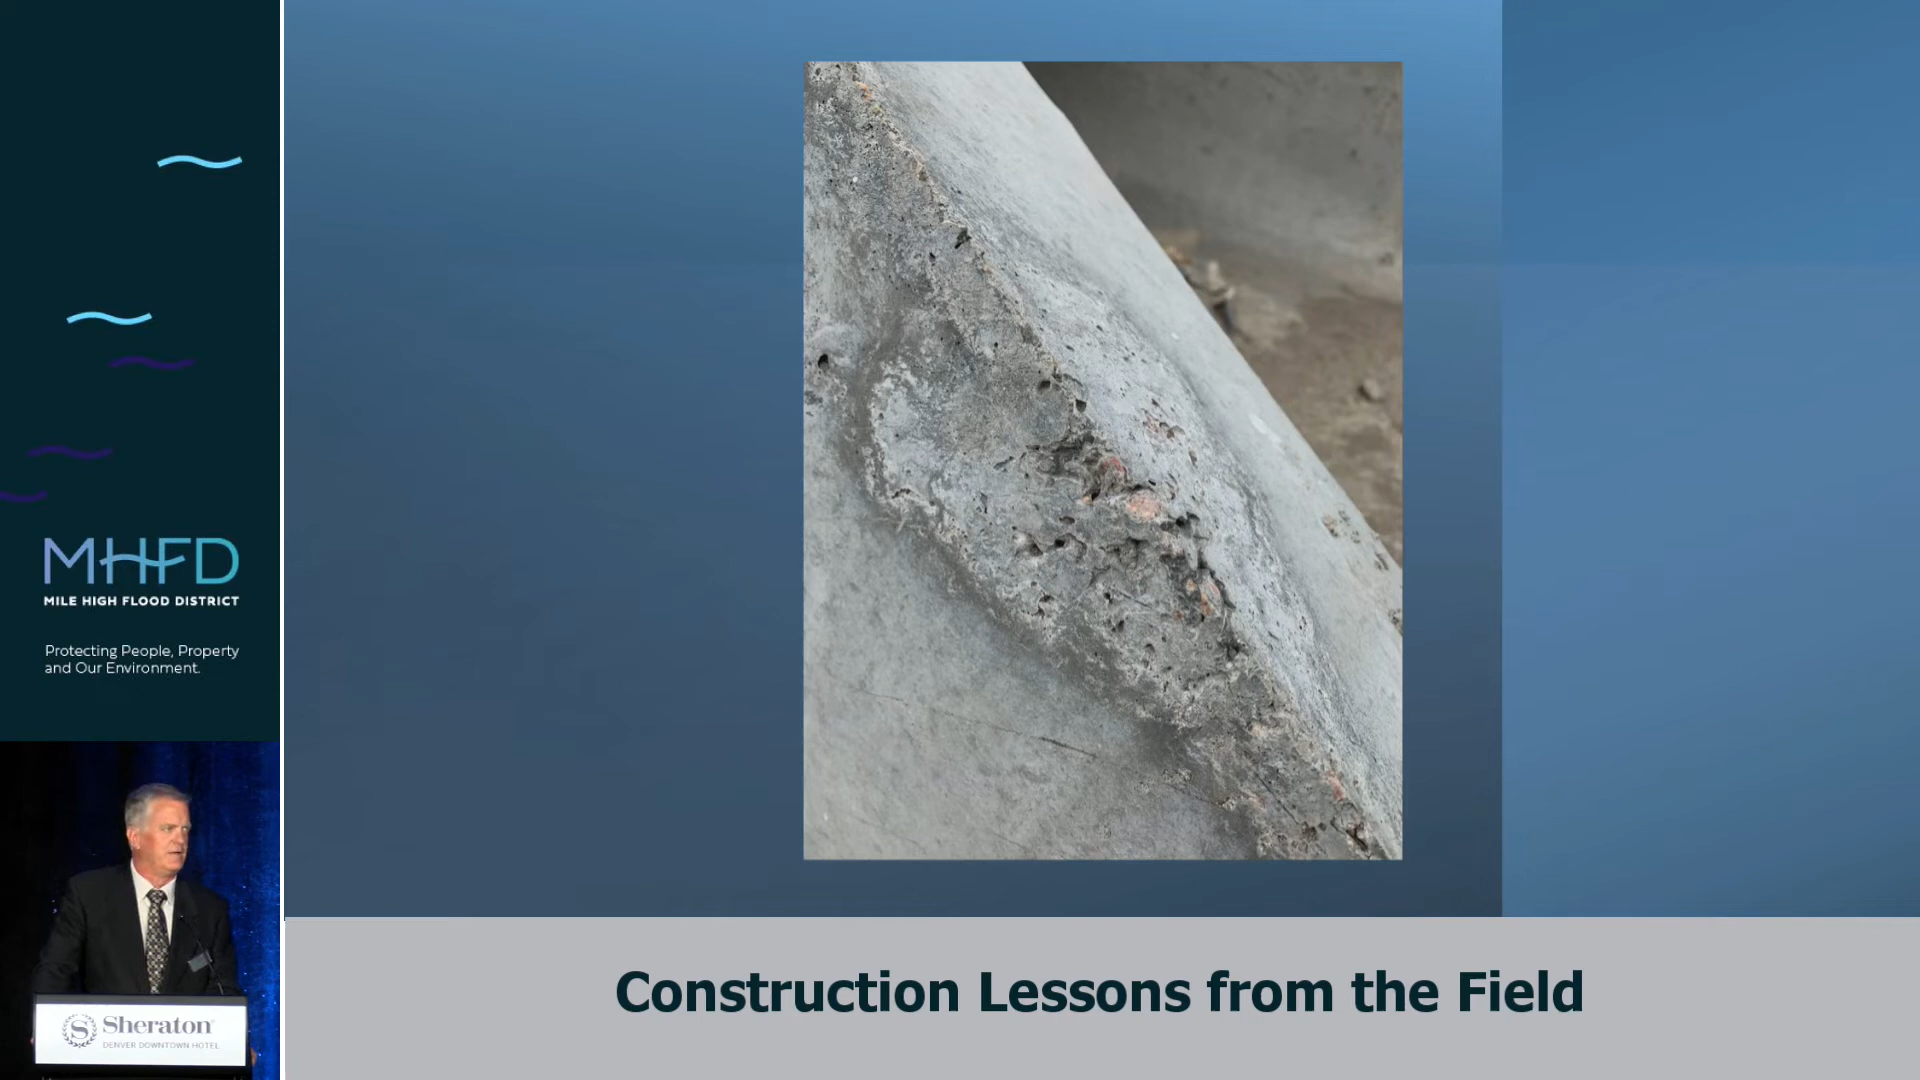 MHFD
MILE HIGH FLOOD DISTRICT
Protecting People, Property
and Our Environment.
S Sheraton
DENVER DOWNTOWN HOTEL
Construction Lessons from the Field